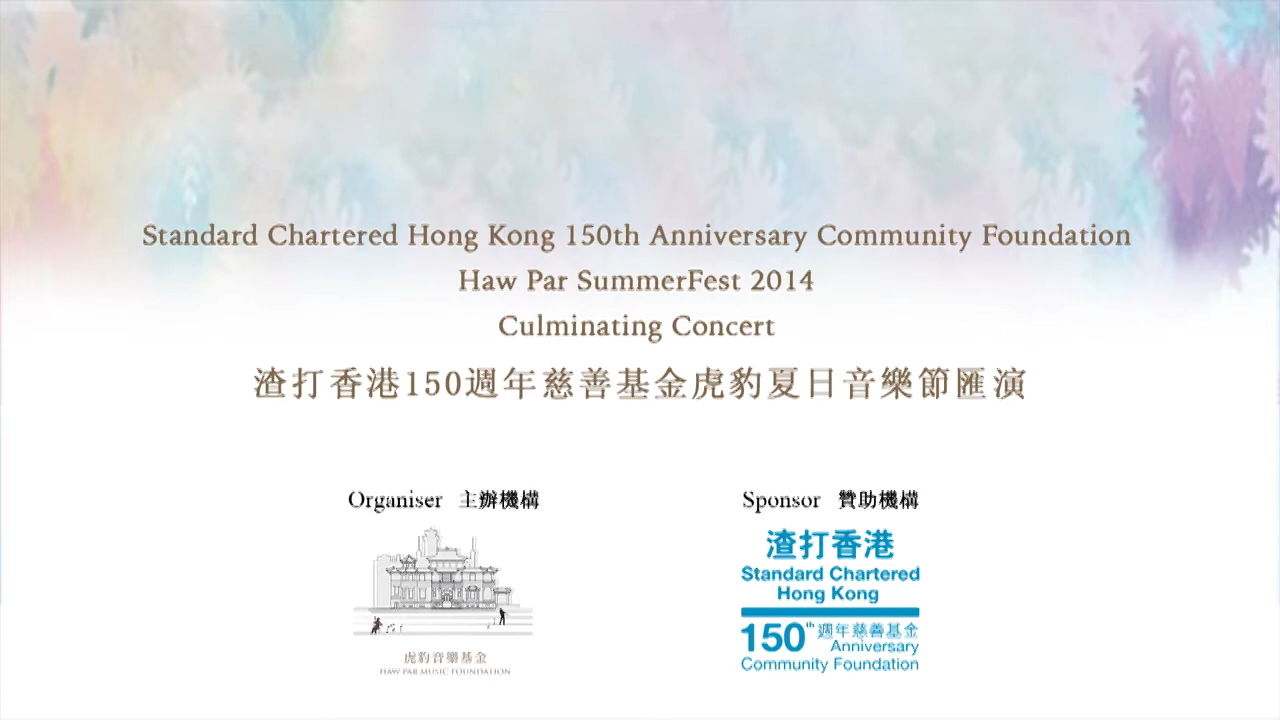 Standard Chartered Hong Kong 150th Anniversary Community Foundation
Haw Par SummerFest 2014
Culminating Concert
渣打香港150週年慈善基金虎豹夏日音樂節匯演
Organiser 主辦機構
虎豹音樂基金
HAW PAR MUSIC FOUNDATION
Sponsor 贊助機構
渣打香港
Standard Chartered
Hong Kong
150th 週年慈善基金
Anniversary
Community Foundation